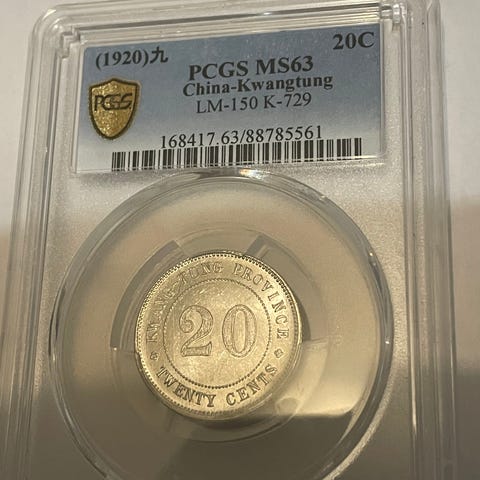 (1920)九 20C
PCGS MS63
China-Kwangtung
LM-150 K-729
168417.63/88785561
PCGS
KWANG-TUNG PROVINCE
20
TWENTY CENTS